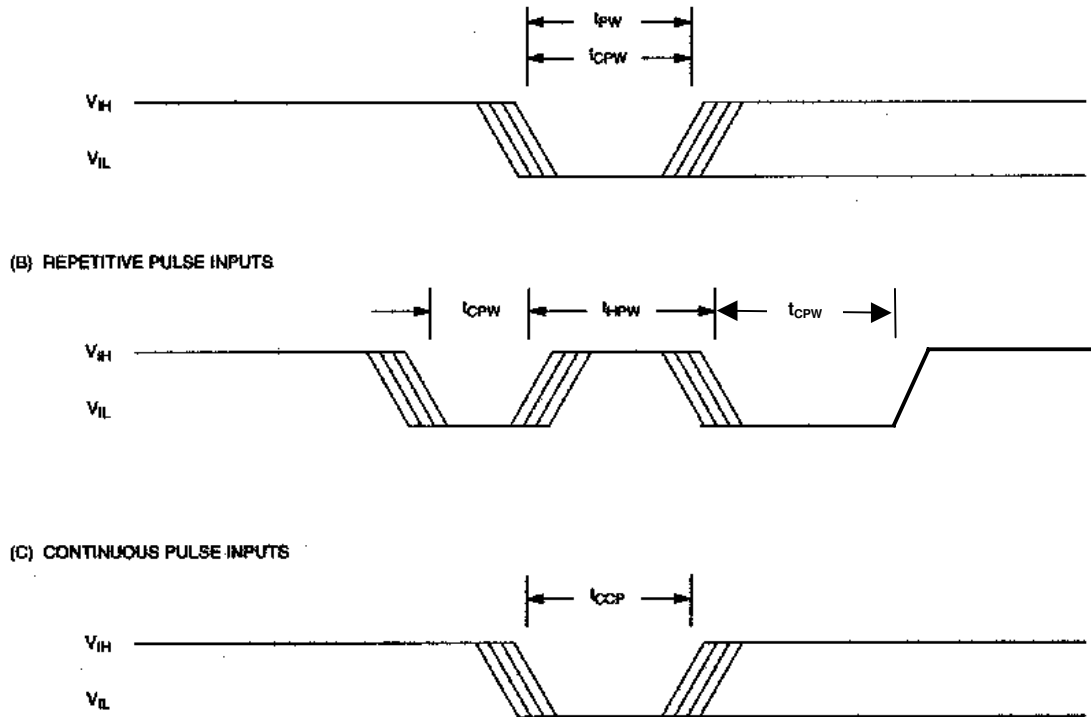 tPW
tCPW
VIH
VIL
(B) REPETITIVE PULSE INPUTS
tCPW tHPW tCPW
VIH
VIL
(C) CONTINUOUS PULSE INPUTS
tCCP
VIH
VIL